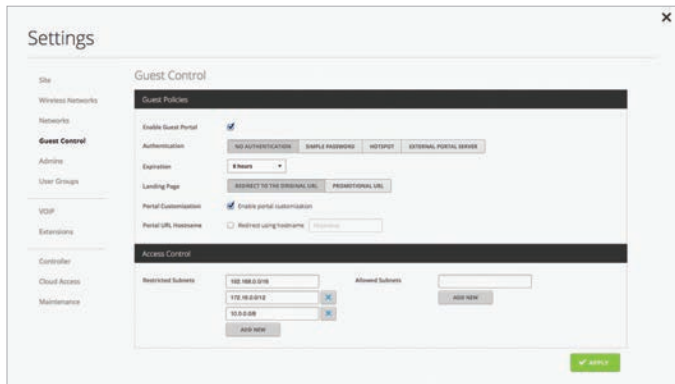 Settings
Site
Wireless Networks
Networks
Guest Control
Admins
User Groups
VOIP
Extensions
Controller
Cloud Access
Maintenance
Guest Control
Guest Policies
Enable Guest Portal
Authentication NO AUTHENTICATION SIMPLE PASSWORD HOTSPOT EXTERNAL PORTAL SERVER
Expiration 8 hours
Landing Page REDIRECT TO THE ORIGINAL URL PROMOTIONAL URL
Portal Customization Enable portal customization
Portal URL Hostname Redirect using hostname Hostname
Access Control
Restricted Subnets 192.168.0.0/16 Allowed Subnets
172.16.0.0/12 ADD NEW
10.0.0.0/8
ADD NEW
APPLY